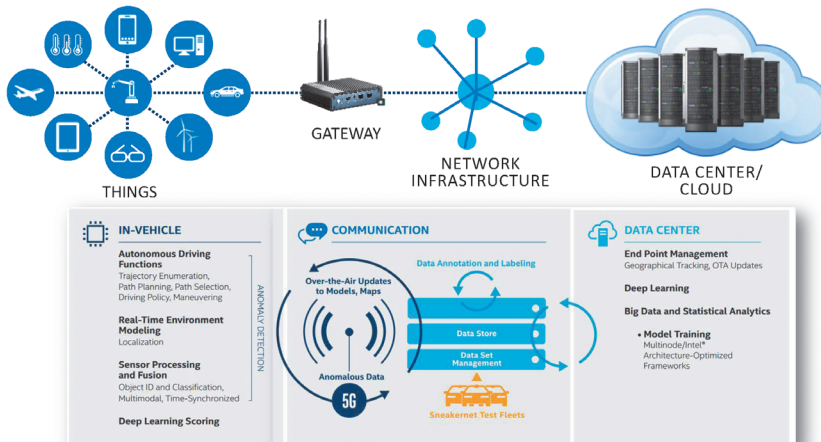 THINGS
GATEWAY
NETWORK
INFRASTRUCTURE
DATA CENTER/
CLOUD
IN-VEHICLE
Autonomous Driving
Functions
Trajectory Enumeration,
Path Planning, Path Selection,
Driving Policy, Maneuvering
Real-Time Environment
Modeling
Localization
Sensor Processing
and Fusion
Object ID and Classification,
Multimodal, Time-Synchronized
Deep Learning Scoring
ANOMALY DETECTION
COMMUNICATION
Over-the-Air Updates
to Models, Maps
Anomalous Data
5G
Data Annotation and Labeling
Data Store
Data Set
Management
Sneakernet Test Fleets
DATA CENTER
End Point Management
Geographical Tracking, OTA Updates
Deep Learning
Big Data and Statistical Analytics
• Model Training
Multinode/Intel®
Architecture-Optimized
Frameworks